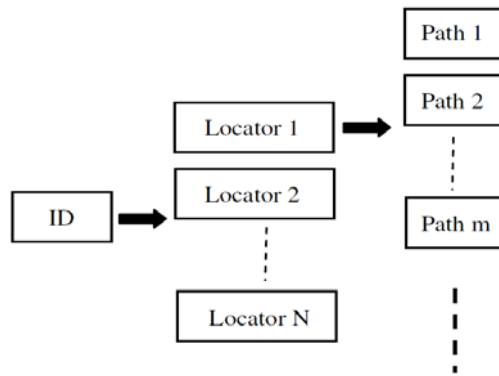 Path 1
Path 2
Locator 1
Locator 2
ID
Path m
Locator N